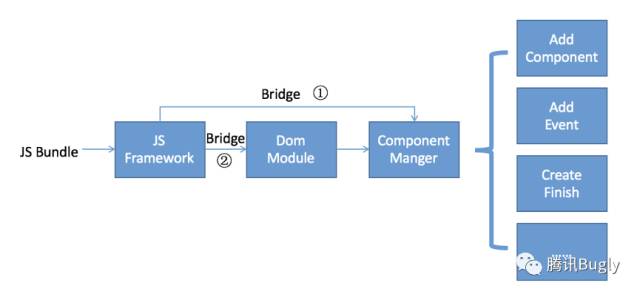 Bridge ①
JS Bundle
JS
Framework
Bridge
②
Dom
Module
Component
Manger
Add
Component
Add
Event
Create
Finish
腾讯Bugly